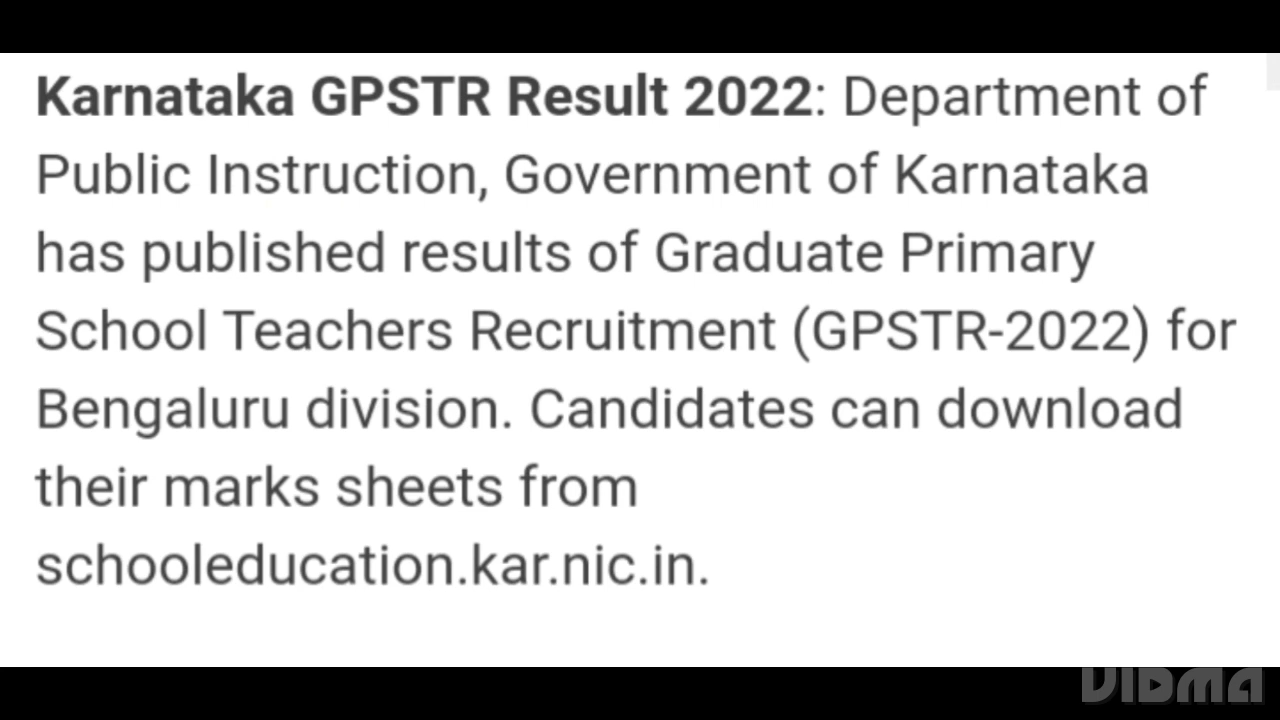 Karnataka GPSTR Result 2022: Department of
Public Instruction, Government of Karnataka
has published results of Graduate Primary
School Teachers Recruitment (GPSTR-2022) for
Bengaluru division. Candidates can download
their marks sheets from
schooleducation.kar.nic.in.
VIDMA